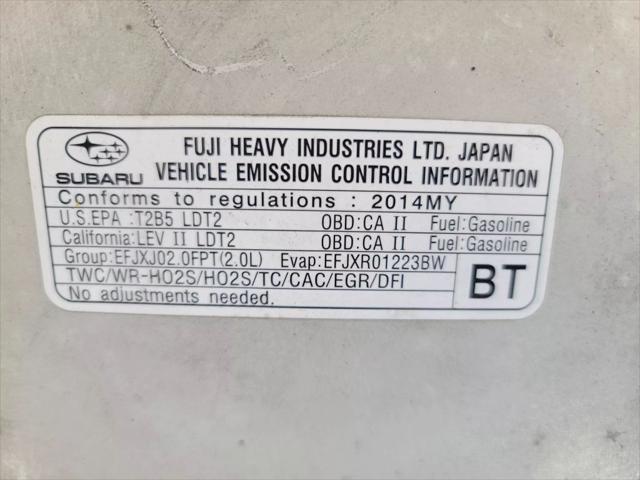 SUBARU
FUJI HEAVY INDUSTRIES LTD. JAPAN
VEHICLE EMISSION CONTROL INFORMATION
Conforms to regulations : 2014MY
U.S.EPA :T2B5 LDT2 OBD:CA II Fuel:Gasoline
California:LEV II LDT2 OBD:CA II Fuel:Gasoline
Group:EFJXJ02.0FPT(2.0L) Evap:EFJXR01223BW
TWC/WR-HO2S/HO2S/TC/CAC/EGR/DFI
No adjustments needed.
BT